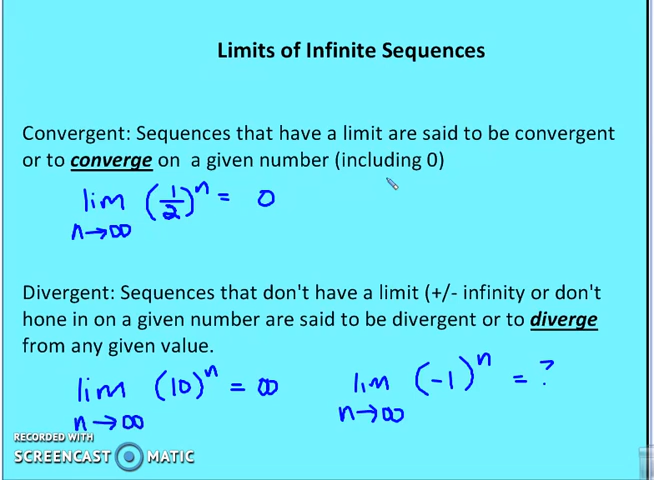 Limits of Infinite Sequences
Convergent: Sequences that have a limit are said to be convergent
or to converge on a given number (including 0)
lim n→∞ (1/2)^n = 0
Divergent: Sequences that don't have a limit (+/- infinity or don't
hone in on a given number are said to be divergent or to diverge
from any given value.
lim n→∞ (10)^n = ∞ lim n→∞ (-1)^n = ?
RECORDED WITH
SCREENCAST MATIC